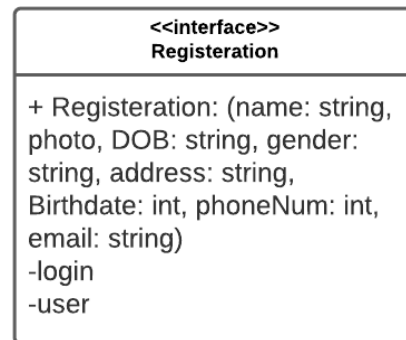 <<interface>>
Registeration
+ Registeration: (name: string,
photo, DOB: string, gender:
string, address: string,
Birthdate: int, phoneNum: int,
email: string)
-login
-user